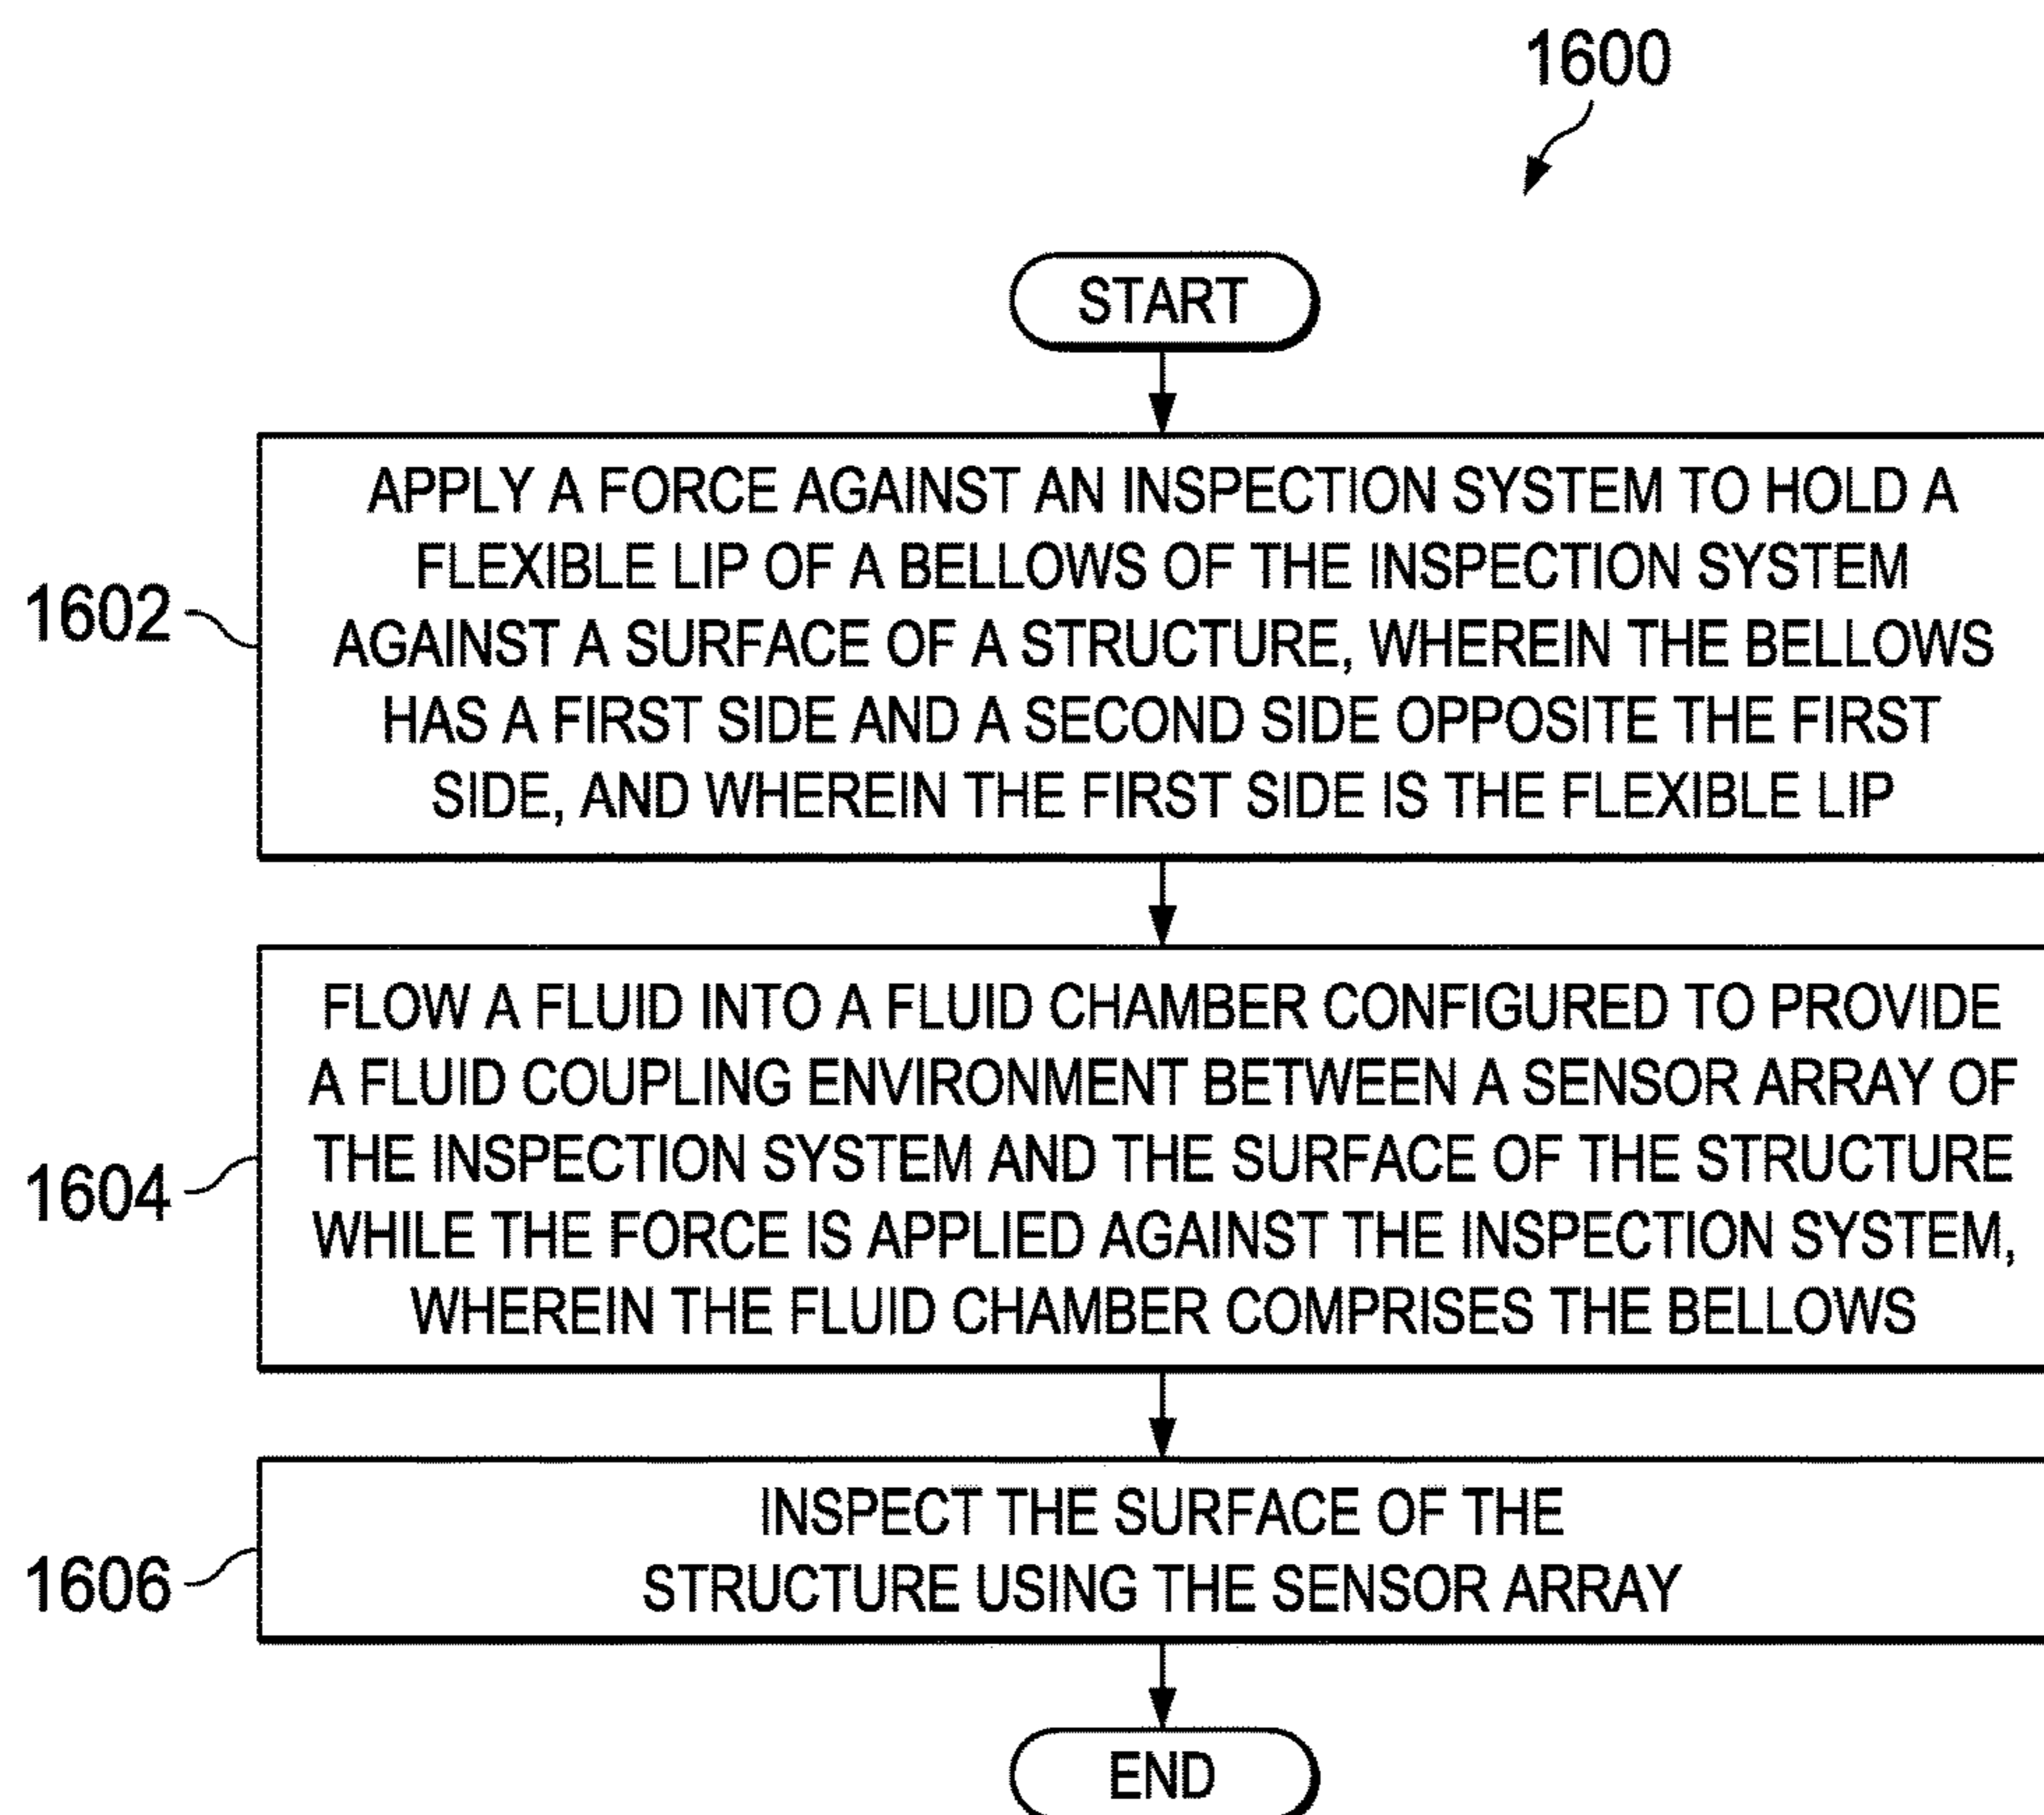 1600
START
1602
APPLY A FORCE AGAINST AN INSPECTION SYSTEM TO HOLD A
FLEXIBLE LIP OF A BELLOWS OF THE INSPECTION SYSTEM
AGAINST A SURFACE OF A STRUCTURE, WHEREIN THE BELLOWS
HAS A FIRST SIDE AND A SECOND SIDE OPPOSITE THE FIRST
SIDE, AND WHEREIN THE FIRST SIDE IS THE FLEXIBLE LIP
1604
FLOW A FLUID INTO A FLUID CHAMBER CONFIGURED TO PROVIDE
A FLUID COUPLING ENVIRONMENT BETWEEN A SENSOR ARRAY OF
THE INSPECTION SYSTEM AND THE SURFACE OF THE STRUCTURE
WHILE THE FORCE IS APPLIED AGAINST THE INSPECTION SYSTEM,
WHEREIN THE FLUID CHAMBER COMPRISES THE BELLOWS
1606
INSPECT THE SURFACE OF THE
STRUCTURE USING THE SENSOR ARRAY
END